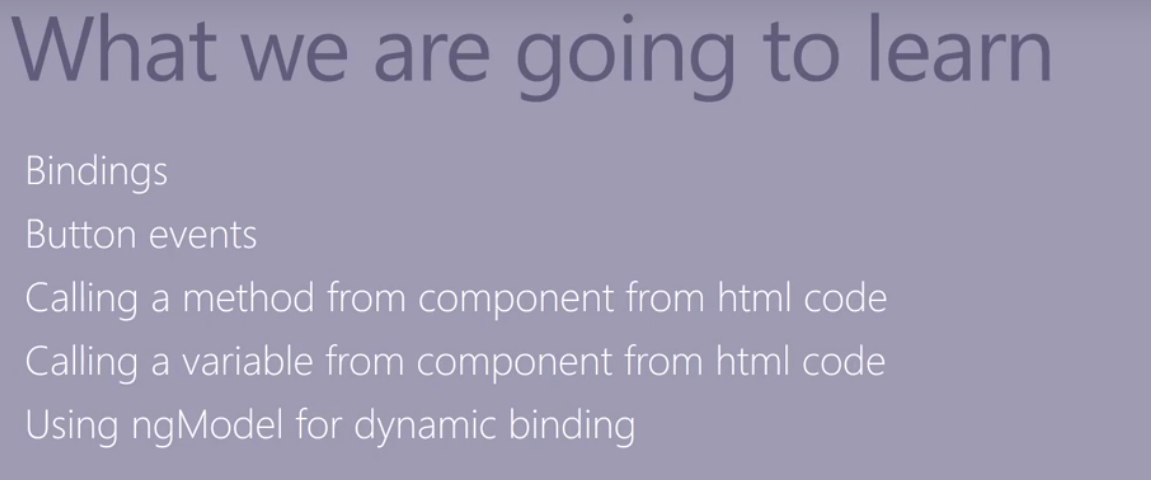 What we are going to learn
Bindings
Button events
Calling a method from component from html code
Calling a variable from component from html code
Using ngModel for dynamic binding